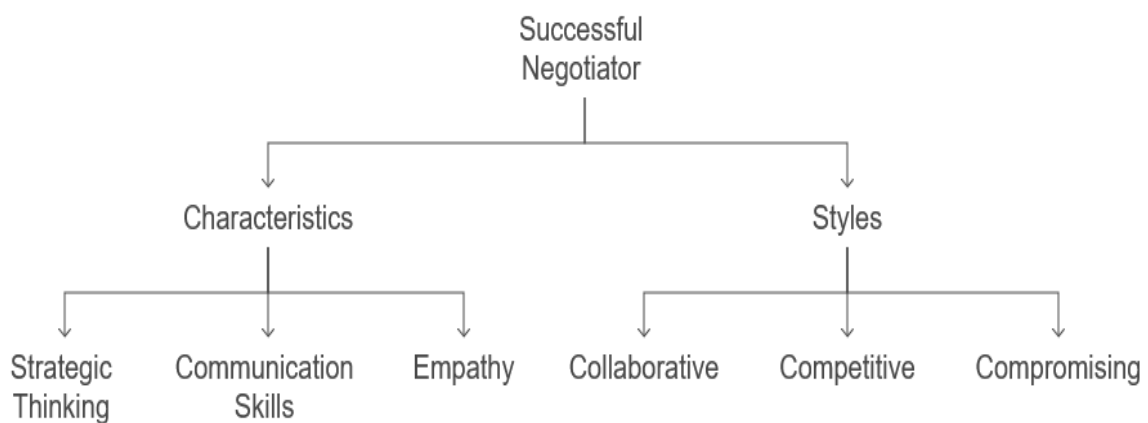 Successful
Negotiator
Characteristics
Styles
Strategic
Thinking
Communication
Skills
Empathy
Collaborative
Competitive
Compromising